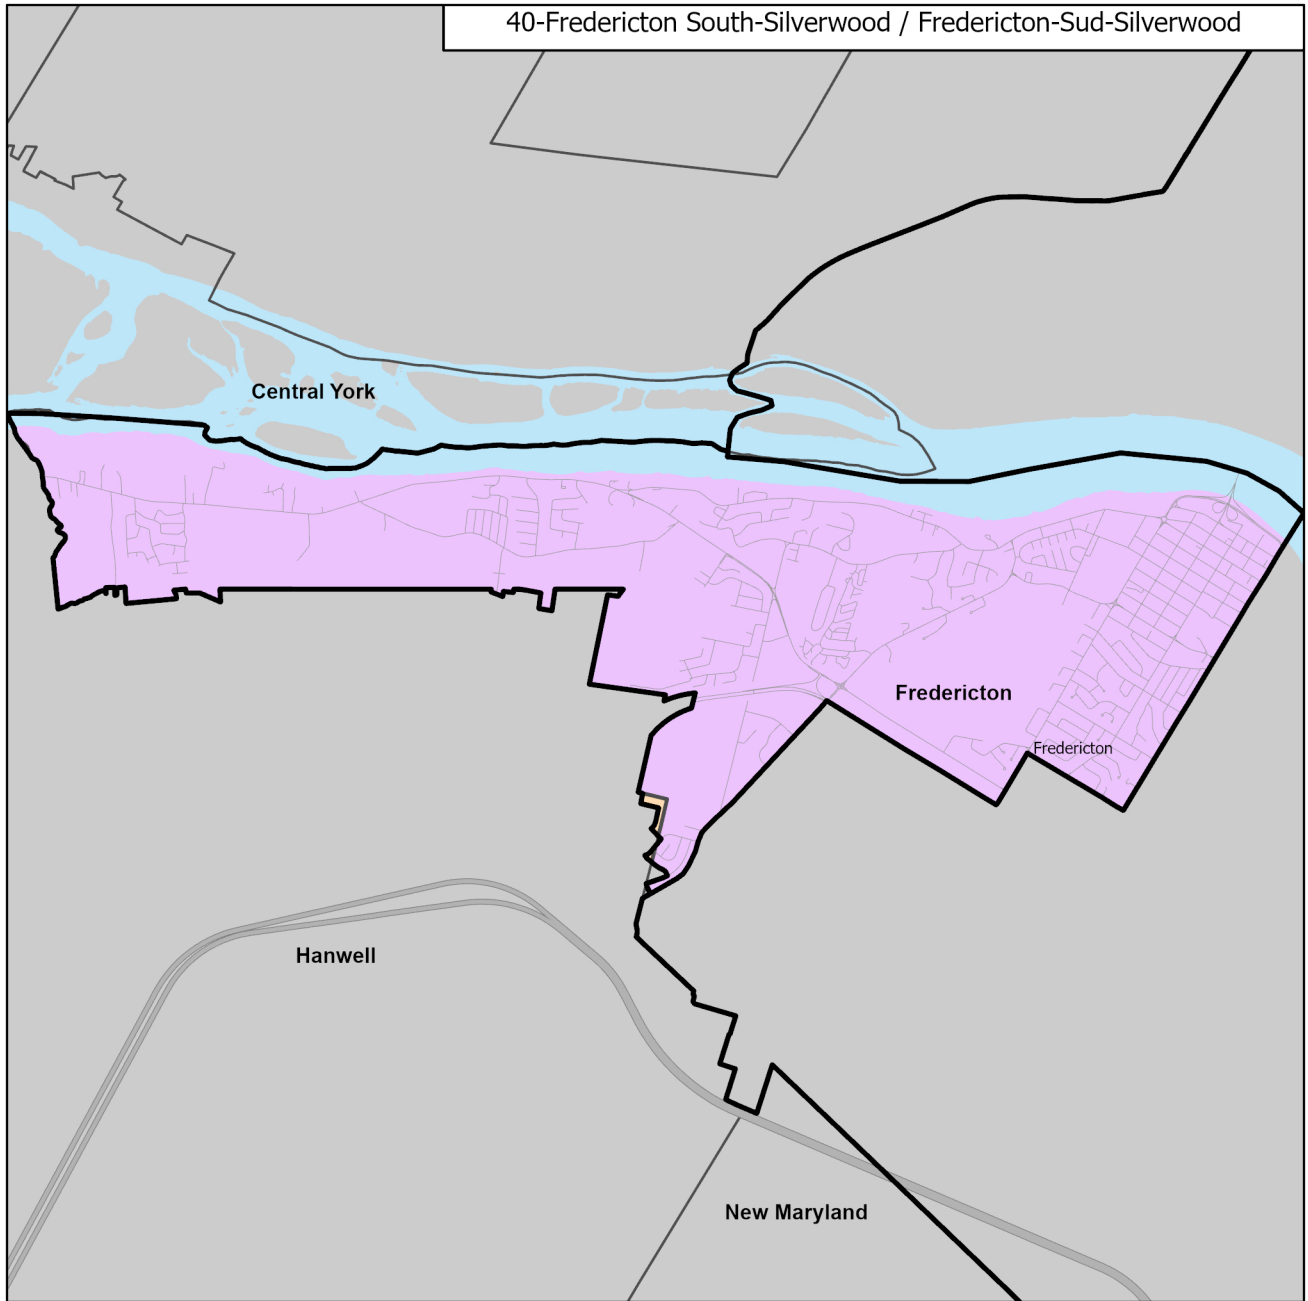 40-Fredericton South-Silverwood / Fredericton-Sud-Silverwood
Central York
Fredericton
Fredericton
Hanwell
New Maryland